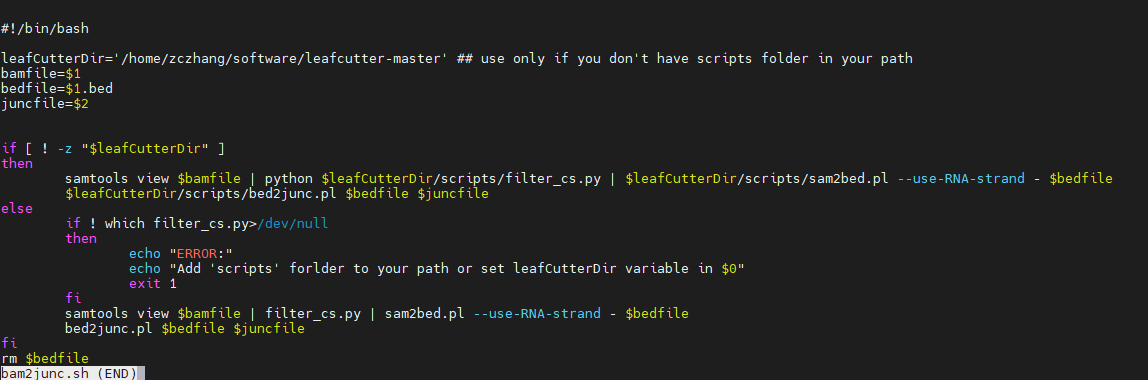 #!/bin/bash
leafCutterDir='/home/zczhang/software/leafcutter-master' ## use only if you don't have scripts folder in your path
bamfile=$1
bedfile=$1.bed
juncfile=$2
if [ ! -z "$leafCutterDir" ]
then
        samtools view $bamfile | python $leafCutterDir/scripts/filter_cs.py | $leafCutterDir/scripts/sam2bed.pl --use-RNA-strand - $bedfile
        $leafCutterDir/scripts/bed2junc.pl $bedfile $juncfile
else
        if ! which filter_cs.py>/dev/null
        then
                echo "ERROR:"
                echo "Add 'scripts' forlder to your path or set leafCutterDir variable in $0"
                exit 1
        fi
        samtools view $bamfile | filter_cs.py | sam2bed.pl --use-RNA-strand - $bedfile
        bed2junc.pl $bedfile $juncfile
fi
rm $bedfile
bam2junc.sh (END)